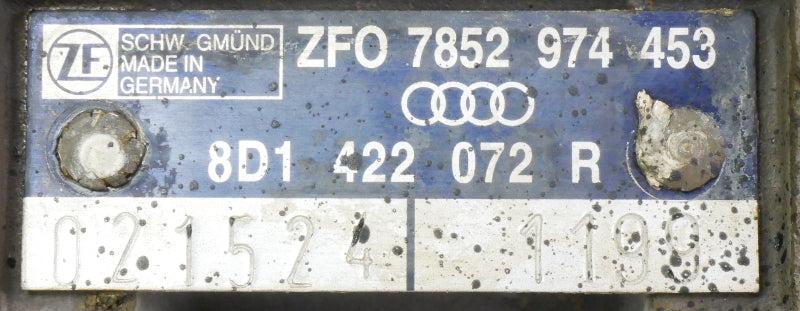 ZF SCHW. GMÜND
MADE IN
GERMANY
ZFO 7852 974 453
8D1 422 072 R
021524 1199